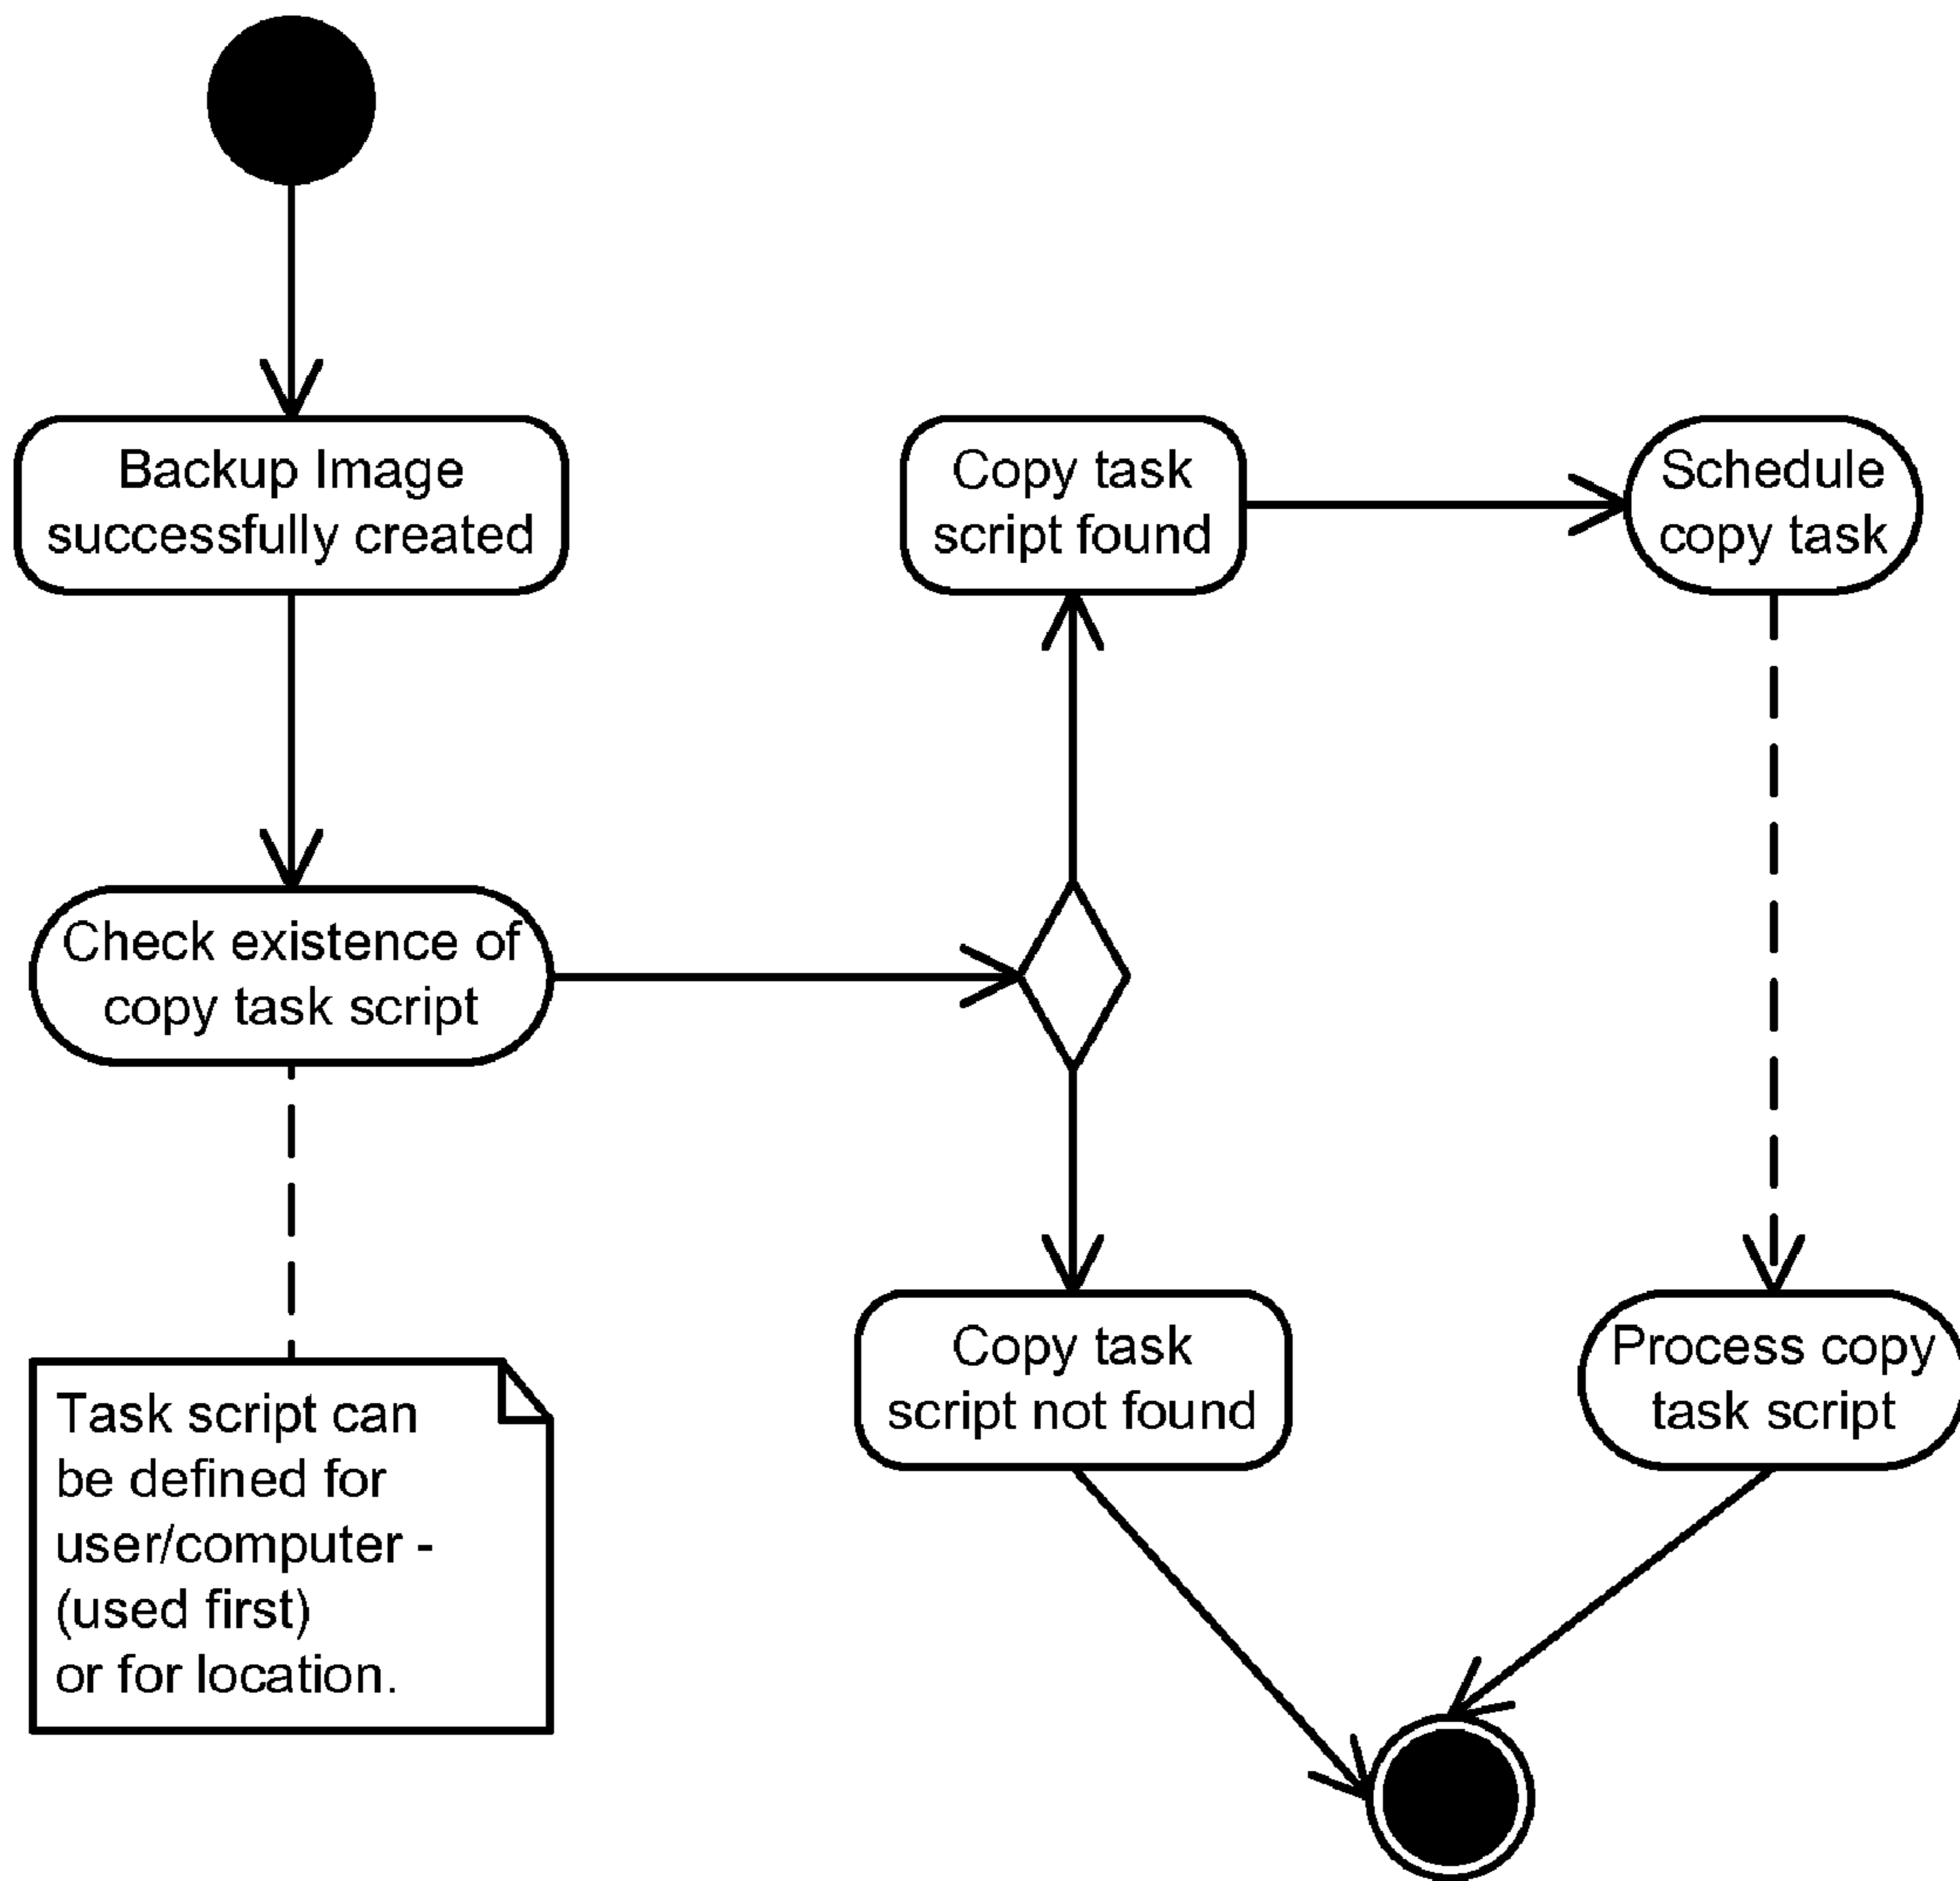 Backup Image
successfully created
Copy task
script found
Schedule
copy task
Check existence of
copy task script
Copy task
script not found
Process copy
task script
Task script can
be defined for
user/computer -
(used first)
or for location.